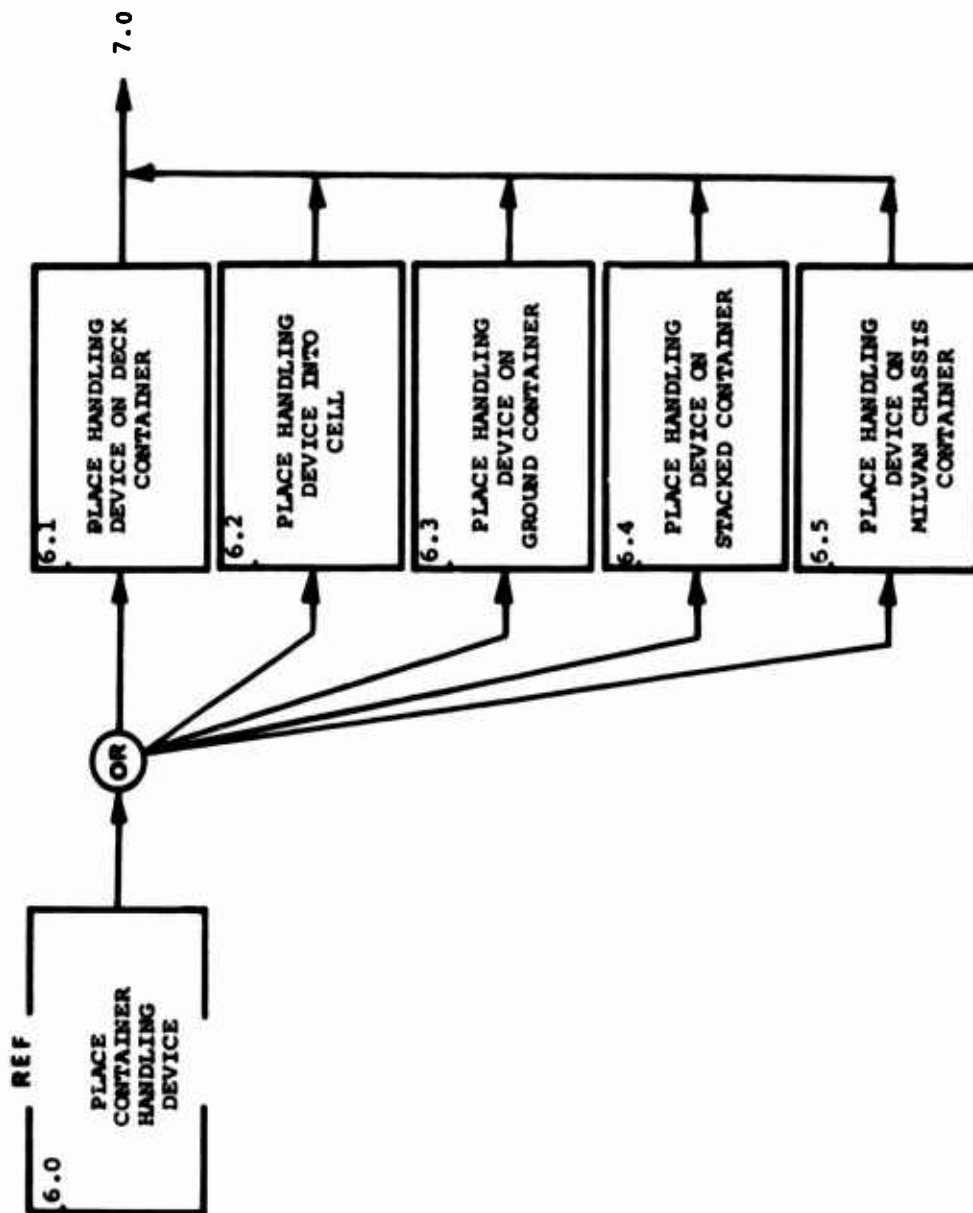 REF
6.0
PLACE
CONTAINER
HANDLING
DEVICE
OR
6.1
PLACE HANDLING
DEVICE ON DECK
CONTAINER
6.2
PLACE HANDLING
DEVICE INTO
CELL
6.3
PLACE HANDLING
DEVICE ON
GROUND CONTAINER
6.4
PLACE HANDLING
DEVICE ON
STACKED CONTAINER
6.5
PLACE HANDLING
DEVICE ON
MILVAN CHASSIS
CONTAINER
7.0